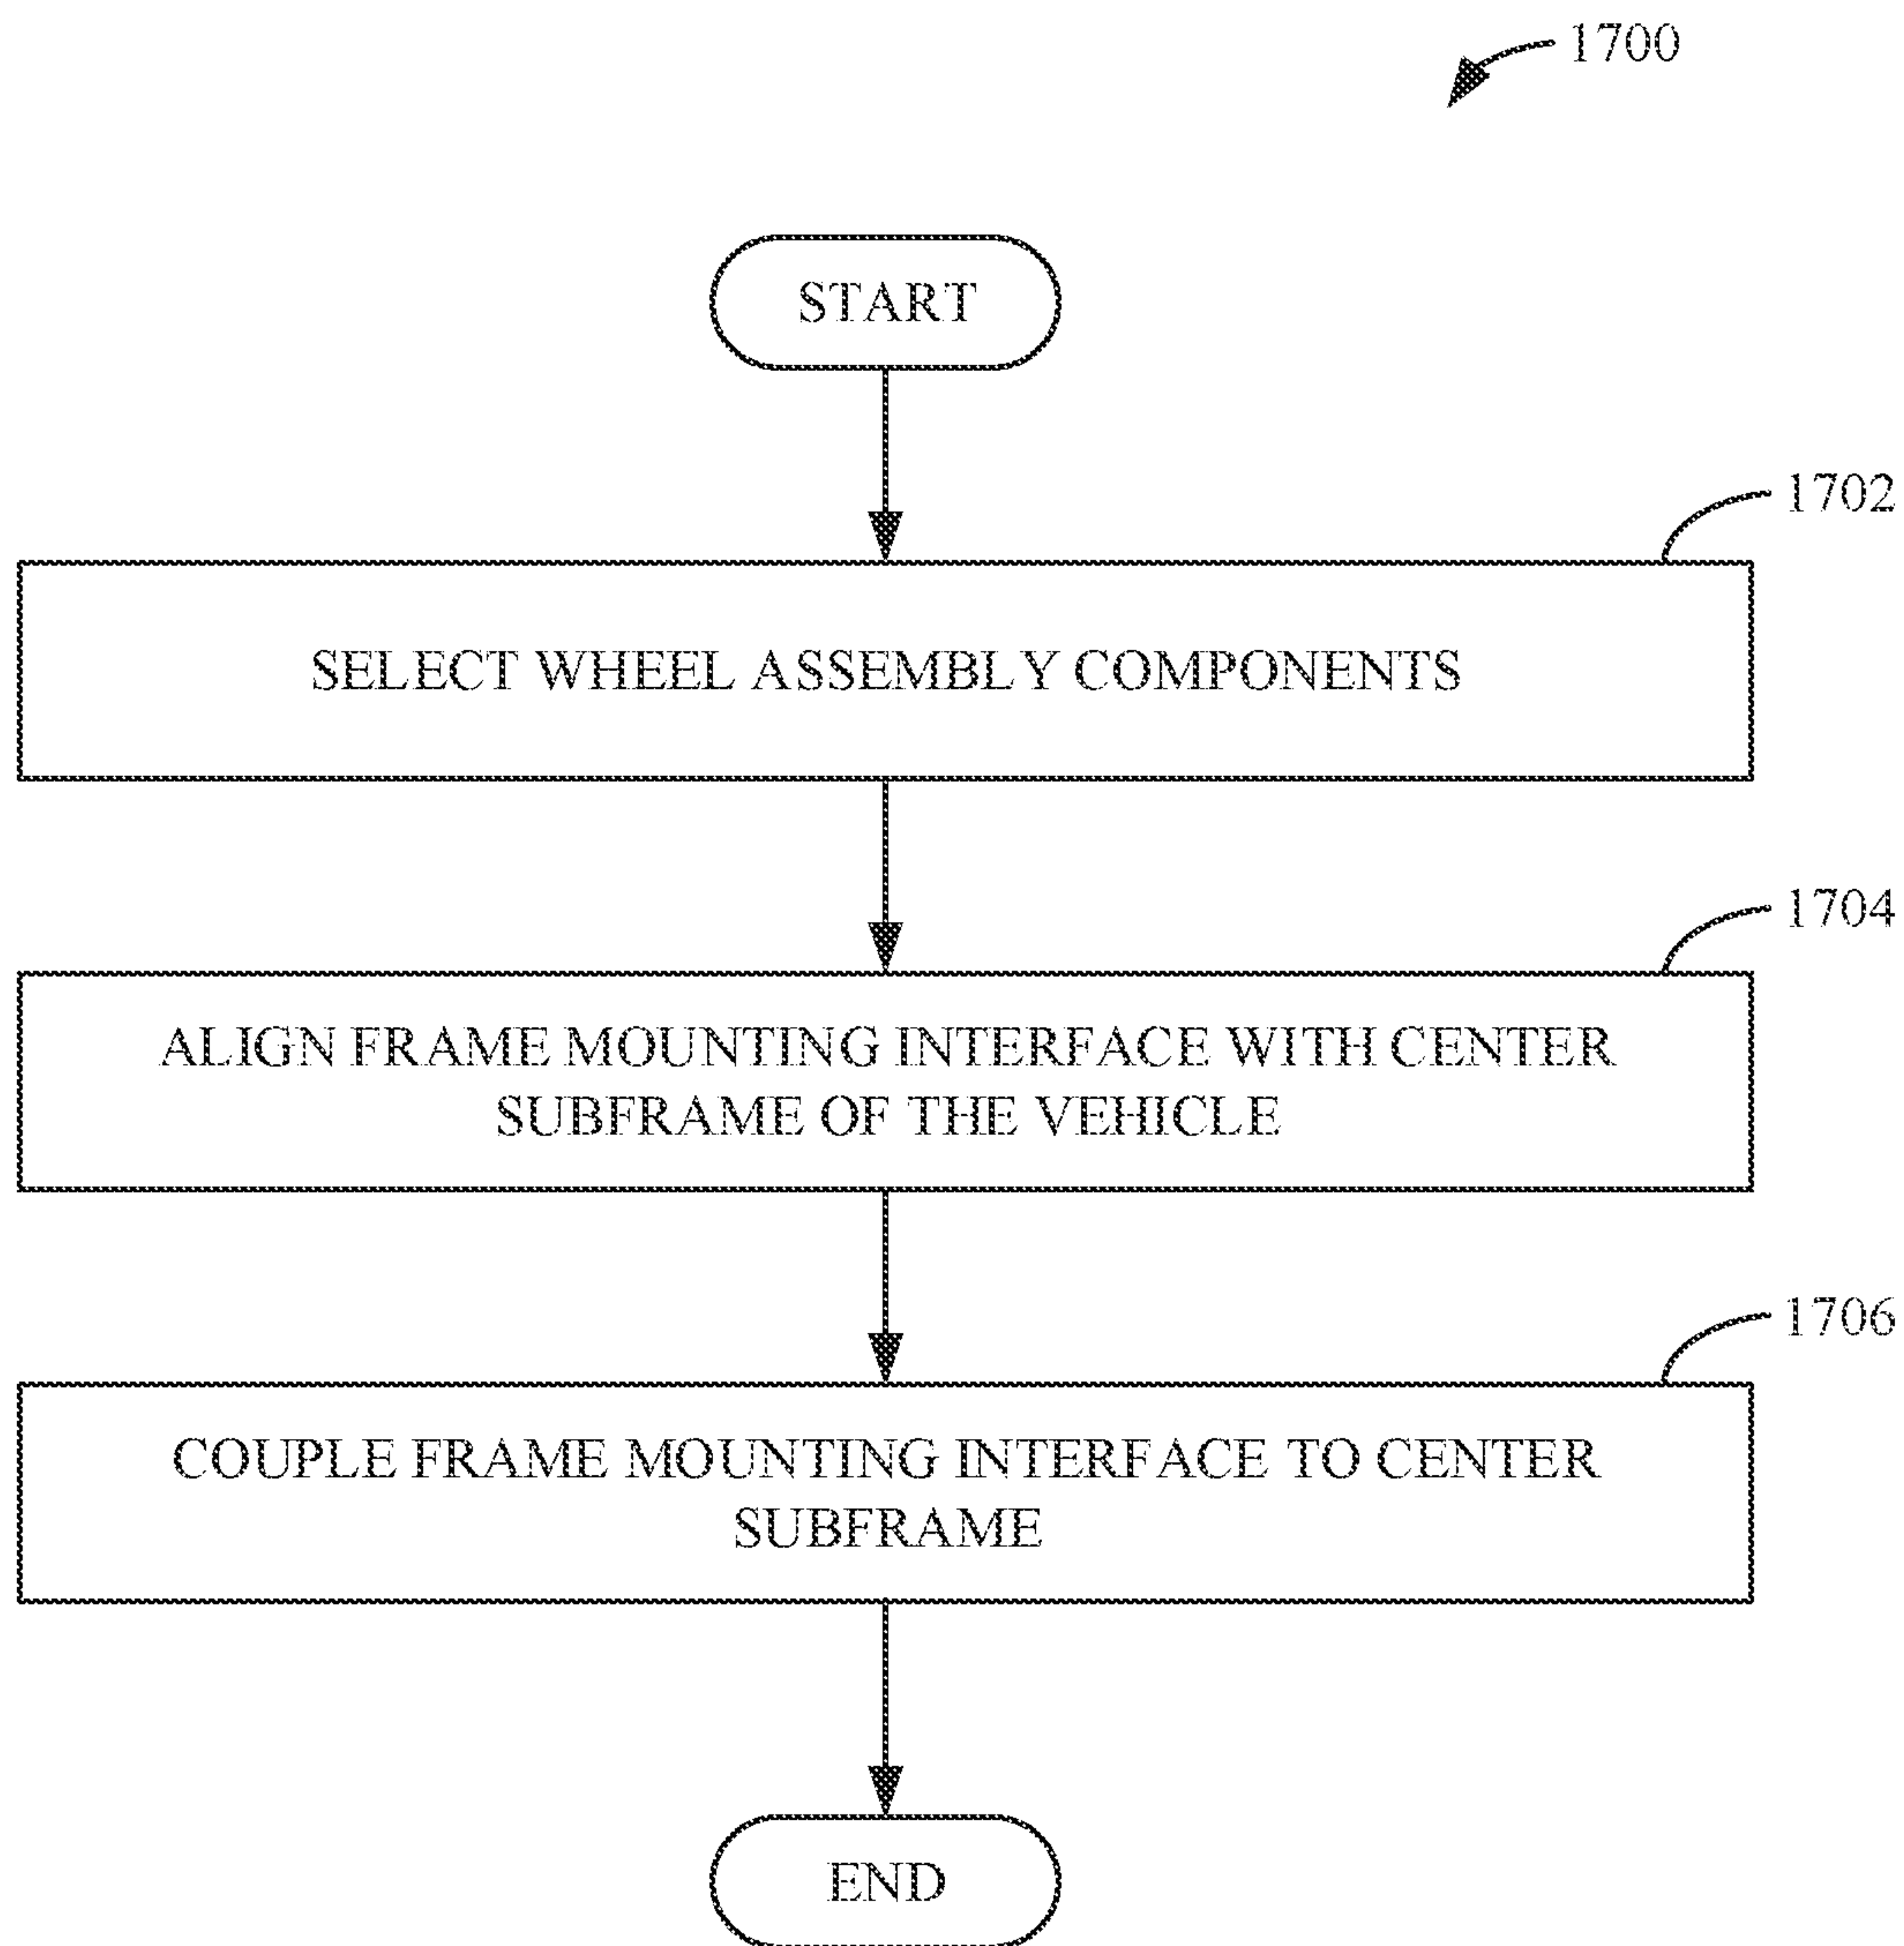 1700
START
1702
SELECT WHEEL ASSEMBLY COMPONENTS
1704
ALIGN FRAME MOUNTING INTERFACE WITH CENTER
SUBFRAME OF THE VEHICLE
1706
COUPLE FRAME MOUNTING INTERFACE TO CENTER
SUBFRAME
END